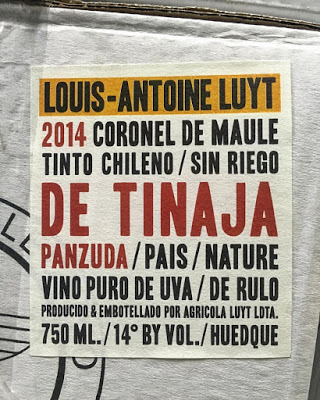 LOUIS-ANTOINE LUYT
2014 CORONEL DE MAULE
TINTO CHILENO / SIN RIEGO
DE TINAJA
PANZUDA / PAIS / NATURE
VINO PURO DE UVA / DE RULO
PRODUCIDO & EMBOTELLADO POR AGRICOLA LUYT LDTA.
750 ML. / 14° BY VOL. / HUEDQUE